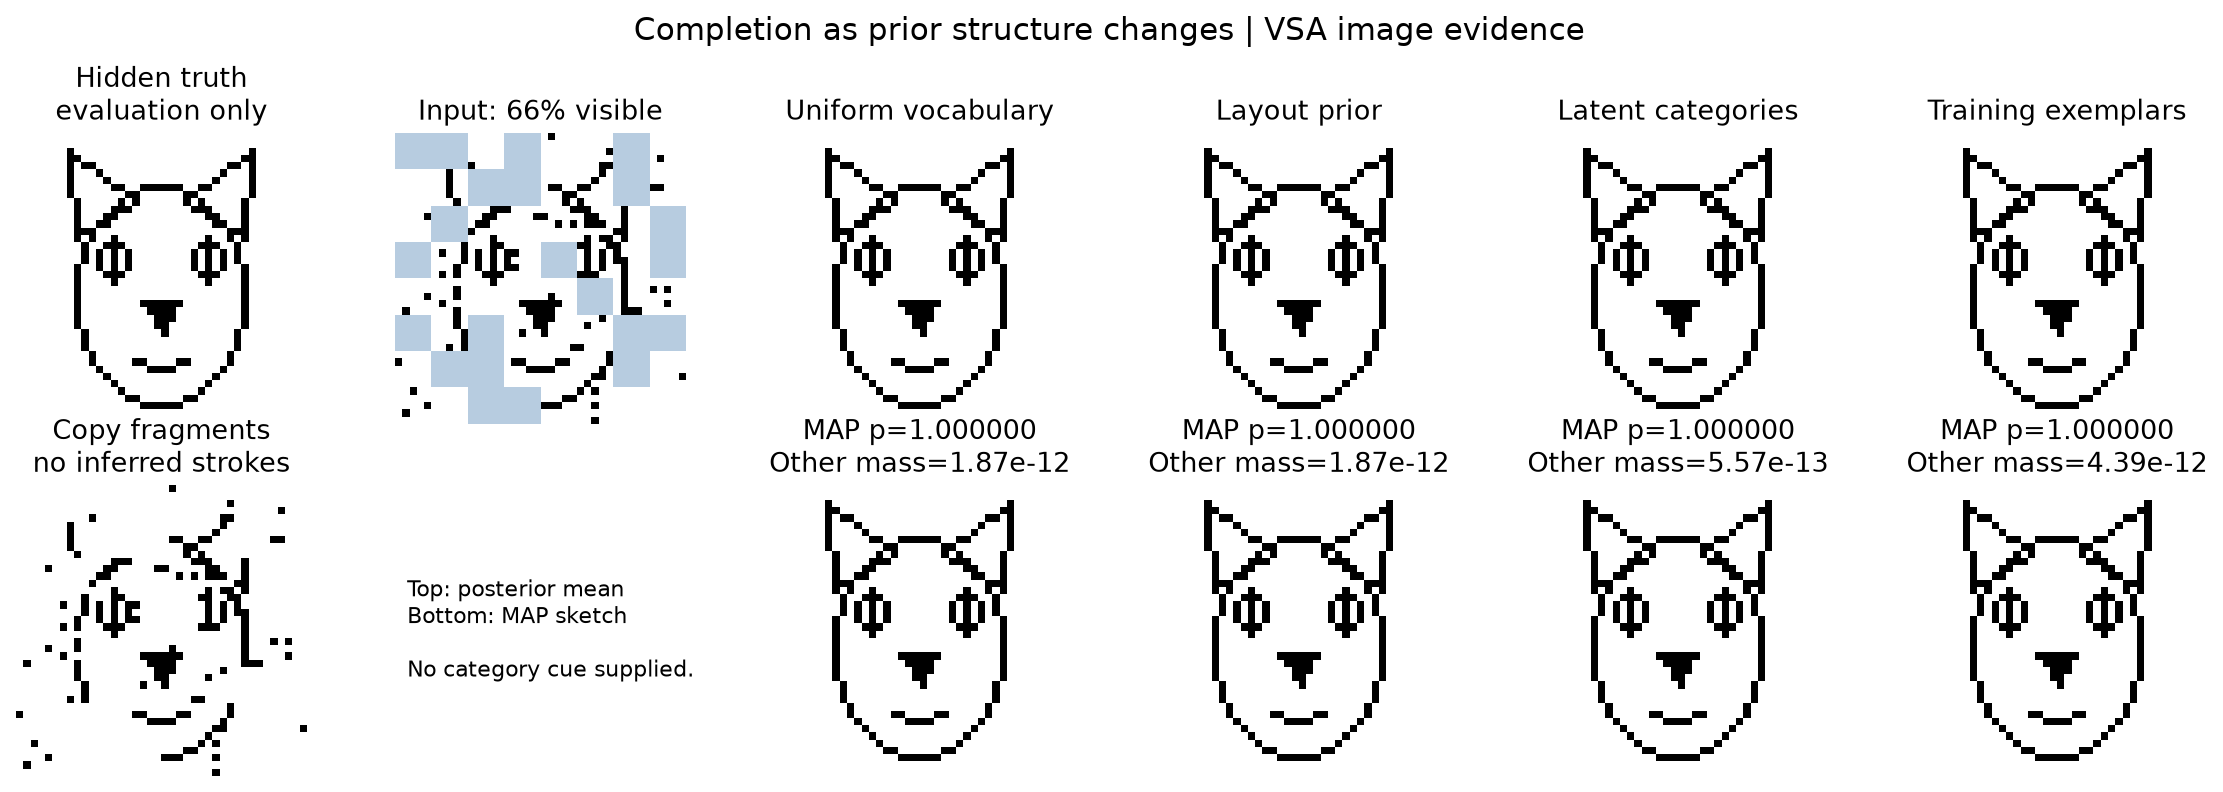 Completion as prior structure changes | VSA image evidence
Hidden truth
evaluation only
Input: 66% visible
Uniform vocabulary
Layout prior
Latent categories
Training exemplars
Copy fragments
no inferred strokes
MAP p=1.000000
Other mass=1.87e-12
MAP p=1.000000
Other mass=1.87e-12
MAP p=1.000000
Other mass=5.57e-13
MAP p=1.000000
Other mass=4.39e-12
Top: posterior mean
Bottom: MAP sketch
No category cue supplied.